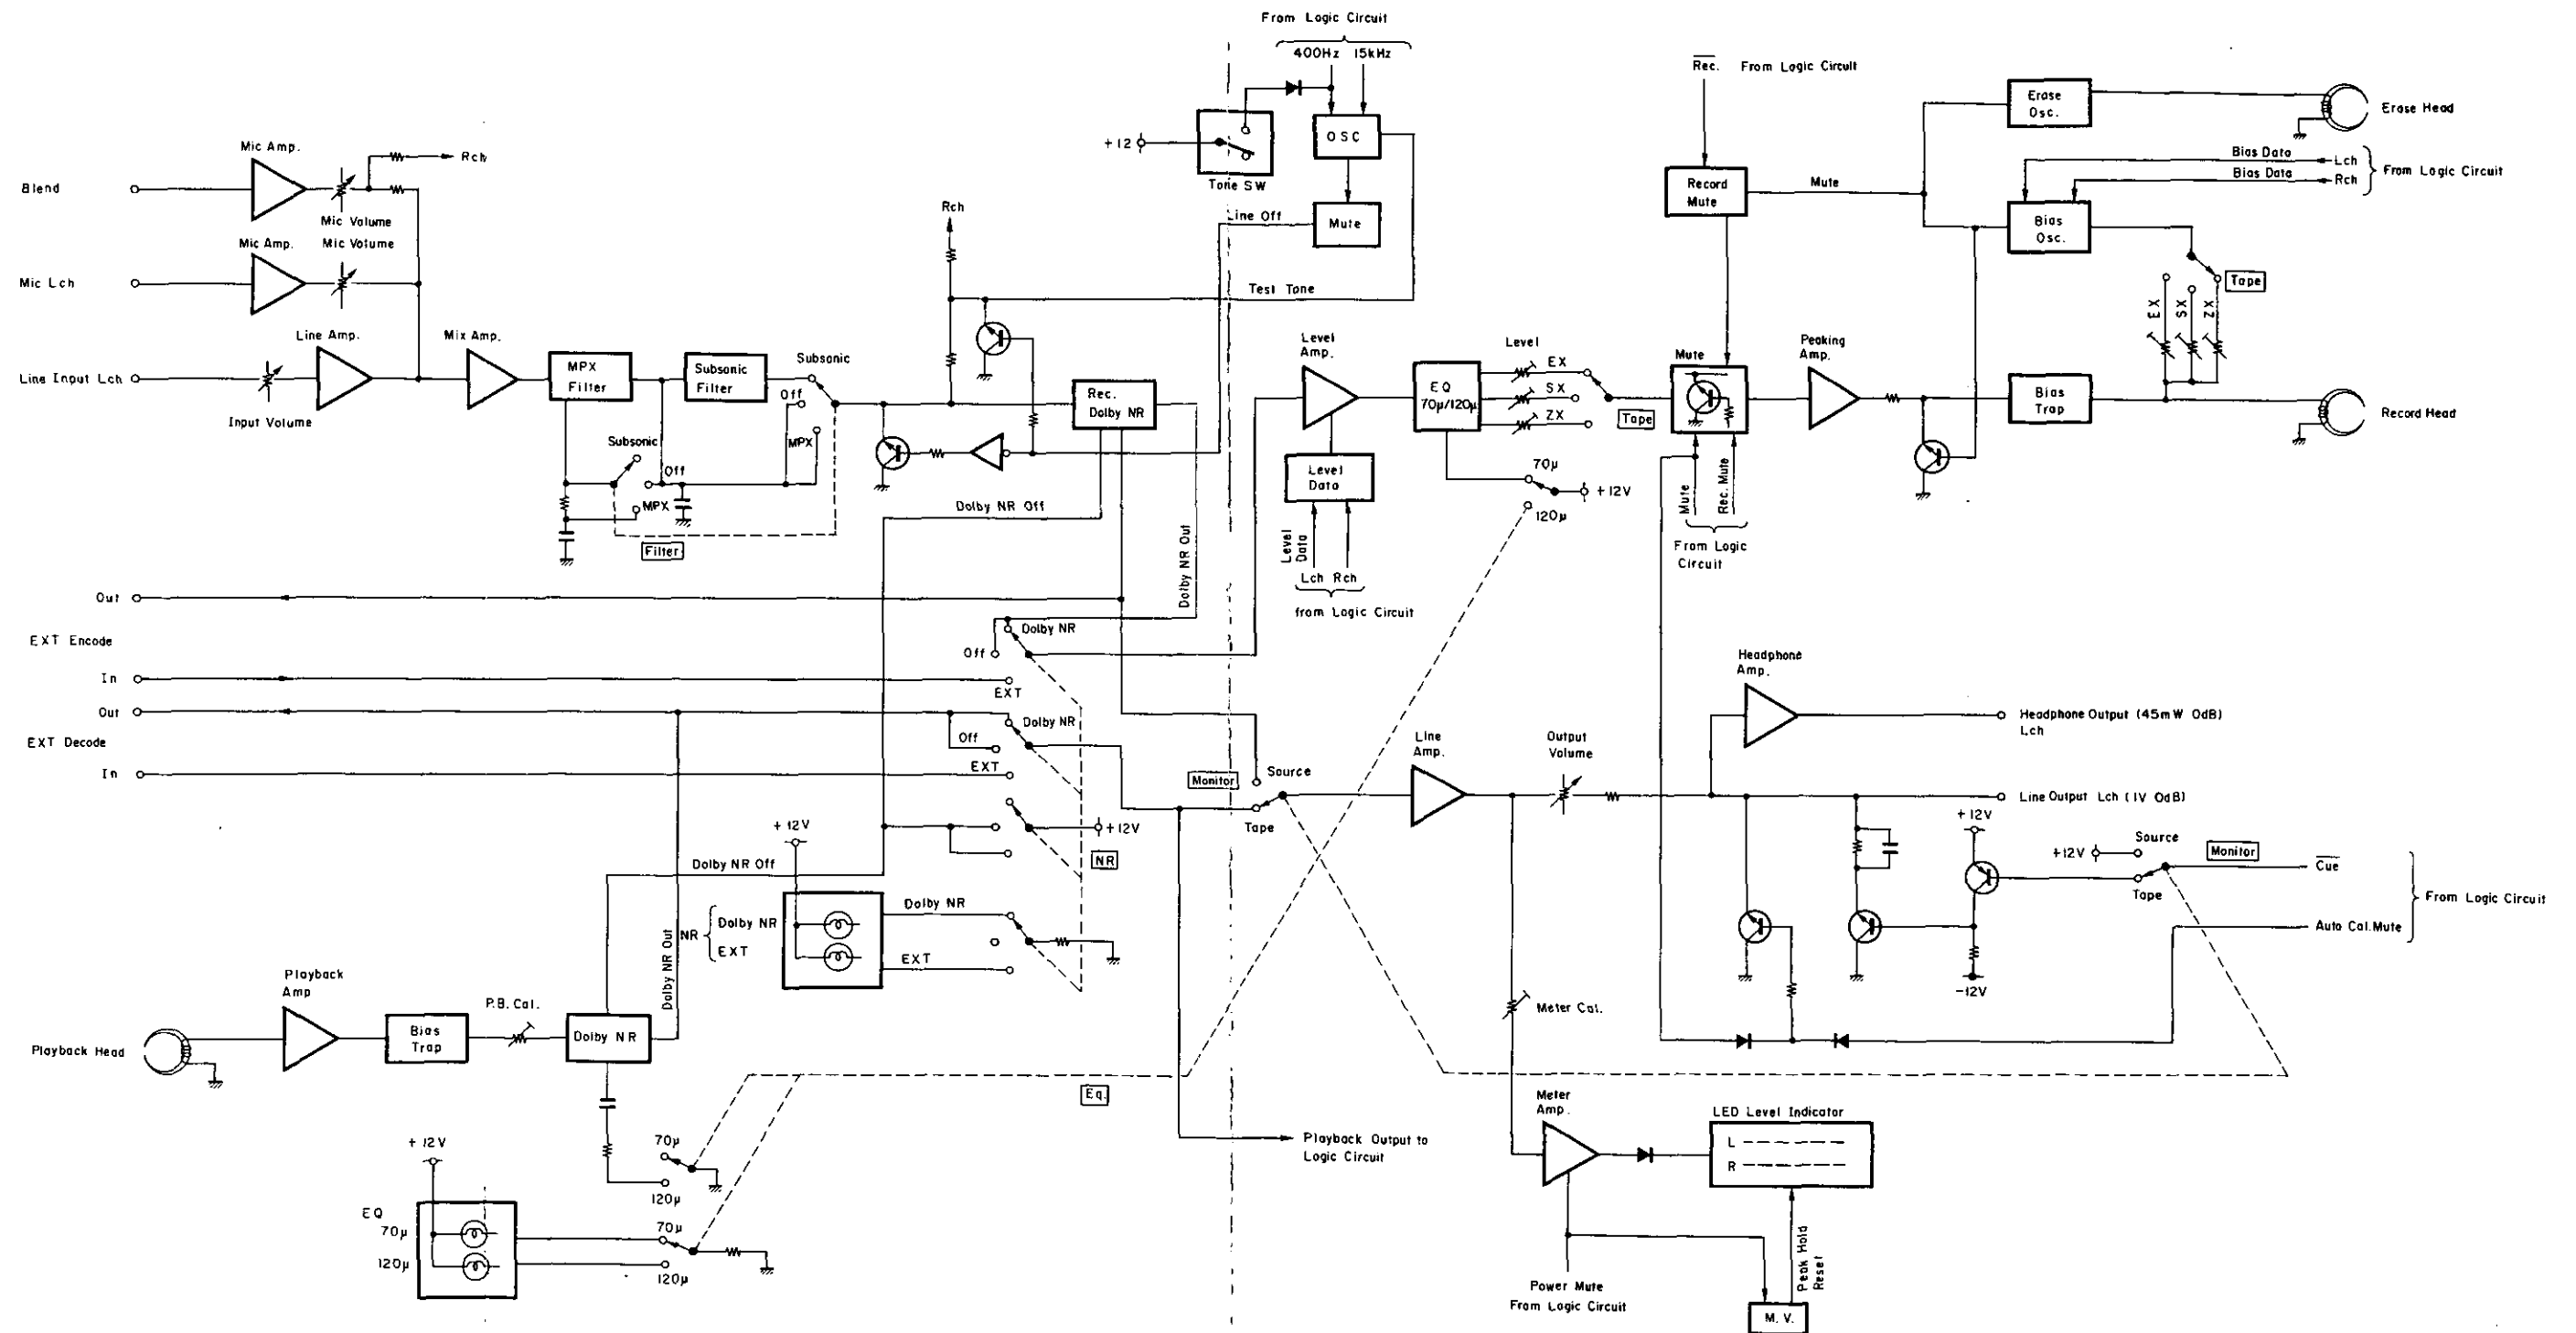 From Logic Circuit
400Hz 15kHz
Rec. From Logic Circuit
Erase
Osc.
Erase Head
+12
OSC
Tone SW
Mic Amp.
Rch
Blend
Mic Volume
Bias Data
Lch
Bias Data
Rch
From Logic Circuit
Record
Mute
Mute
Rch
Line Off
Mute
Bias
Osc.
Mic Amp.
Mic Volume
Mic Lch
Test Tone
Tape
EX
SX
ZX
Line Amp.
Mix Amp.
Line Input Lch
Input Volume
MPX
Filter
Subsonic
Filter
Subsonic
Off
MPX
Subsonic
Off
MPX
Filter
Rec.
Dolby NR
Level
Amp.
EQ
70μ/120μ
Level
EX
SX
ZX
Tape
Mute
Peaking
Amp.
Bias
Trap
Record Head
Level
Data
70μ
+12V
120μ
Mute
Rec. Mute
From Logic
Circuit
Dolby NR Off
Dolby NR Out
Level
Data
Lch Rch
from Logic Circuit
Out
EXT Encode
In
Dolby NR
Off
EXT
Out
EXT Decode
In
Dolby NR
Off
EXT
Headphone
Amp.
Headphone Output (45mW 0dB)
Lch
Monitor
Source
Tape
Line
Amp.
Output
Volume
Line Output Lch (1V 0dB)
+12V
+12V
NR
Dolby NR Off
+12V
Source
+12V
Monitor
Tape
Cue
From Logic Circuit
Auto Cal. Mute
-12V
NR
Dolby NR
EXT
Dolby NR
EXT
Dolby NR Out
Playback
Amp
P.B. Cal.
Playback Head
Bias
Trap
Dolby NR
Meter Cal.
Eq.
Meter
Amp.
LED Level Indicator
L
R
Playback Output to
Logic Circuit
+12V
70μ
120μ
EQ
70μ
120μ
70μ
120μ
Power Mute
From Logic Circuit
Peak Hold
Reset
M. V.